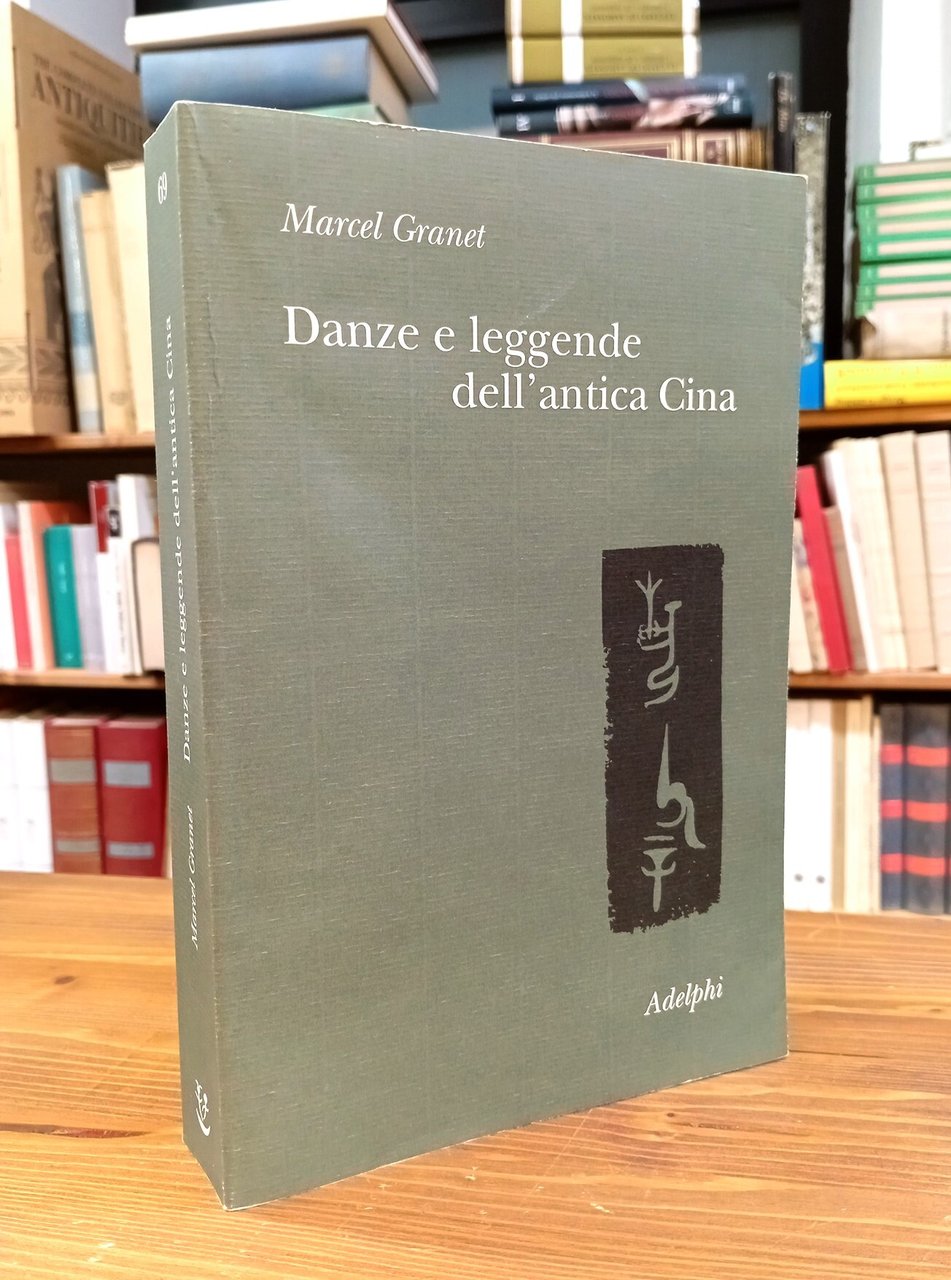 Marcel Granet
Danze e leggende
dell'antica Cina
Adelphi
69
Danze e leggende dell'antica Cina
Marcel Granet